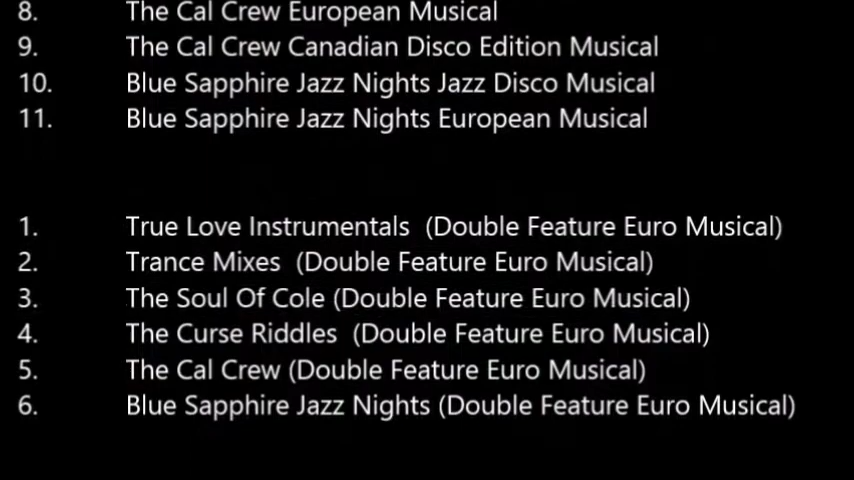 8. The Cal Crew European Musical
9. The Cal Crew Canadian Disco Edition Musical
10. Blue Sapphire Jazz Nights Jazz Disco Musical
11. Blue Sapphire Jazz Nights European Musical
1. True Love Instrumentals  (Double Feature Euro Musical)
2. Trance Mixes  (Double Feature Euro Musical)
3. The Soul Of Cole (Double Feature Euro Musical)
4. The Curse Riddles  (Double Feature Euro Musical)
5. The Cal Crew (Double Feature Euro Musical)
6. Blue Sapphire Jazz Nights (Double Feature Euro Musical)